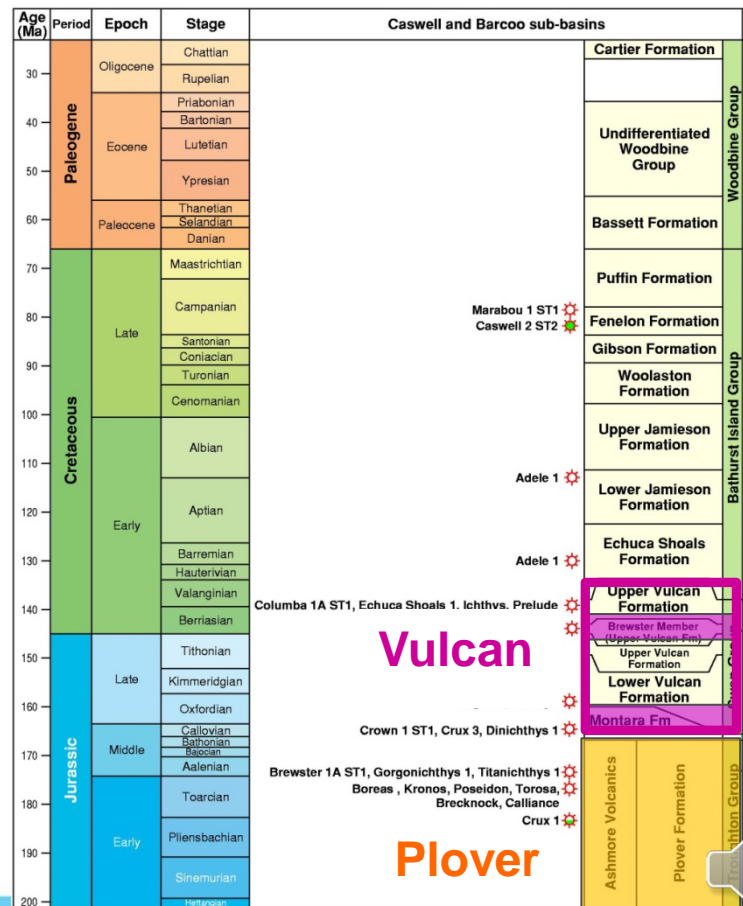 Age
(Ma)
Period
Epoch
Stage
Caswell and Barcoo sub-basins
30
40
50
60
70
80
90
100
110
120
130
140
150
160
170
180
190
200
Paleogene
Cretaceous
Jurassic
Oligocene
Eocene
Paleocene
Late
Early
Late
Middle
Early
Chattian
Rupelian
Priabonian
Bartonian
Lutetian
Ypresian
Thanetian
Selandian
Danian
Maastrichtian
Campanian
Santonian
Coniacian
Turonian
Cenomanian
Albian
Aptian
Barremian
Hauterivian
Valanginian
Berriasian
Tithonian
Kimmeridgian
Oxfordian
Callovian
Bathonian
Bajocian
Aalenian
Toarcian
Pliensbachian
Sinemurian
Hettangian
Marabou 1 ST1
Caswell 2 ST2
Adele 1
Adele 1
Columba 1A ST1, Echuca Shoals 1, Ichthys, Prelude
Vulcan
Crown 1 ST1, Crux 3, Dinichthys 1
Brewster 1A ST1, Gorgonichthys 1, Titanichthys 1
Boreas , Kronos, Poseidon, Torosa,
Brecknock, Calliance
Crux 1
Plover
Cartier Formation
Undifferentiated
Woodbine
Group
Bassett Formation
Puffin Formation
Fenelon Formation
Gibson Formation
Woolaston
Formation
Upper Jamieson
Formation
Lower Jamieson
Formation
Echuca Shoals
Formation
Upper Vulcan
Formation
Brewster Member
(Upper Vulcan Fm)
Upper Vulcan
Formation
Lower Vulcan
Formation
Montara Fm
Ashmore Volcanics
Plover Formation
Woodbine Group
Bathurst Island Group
Group